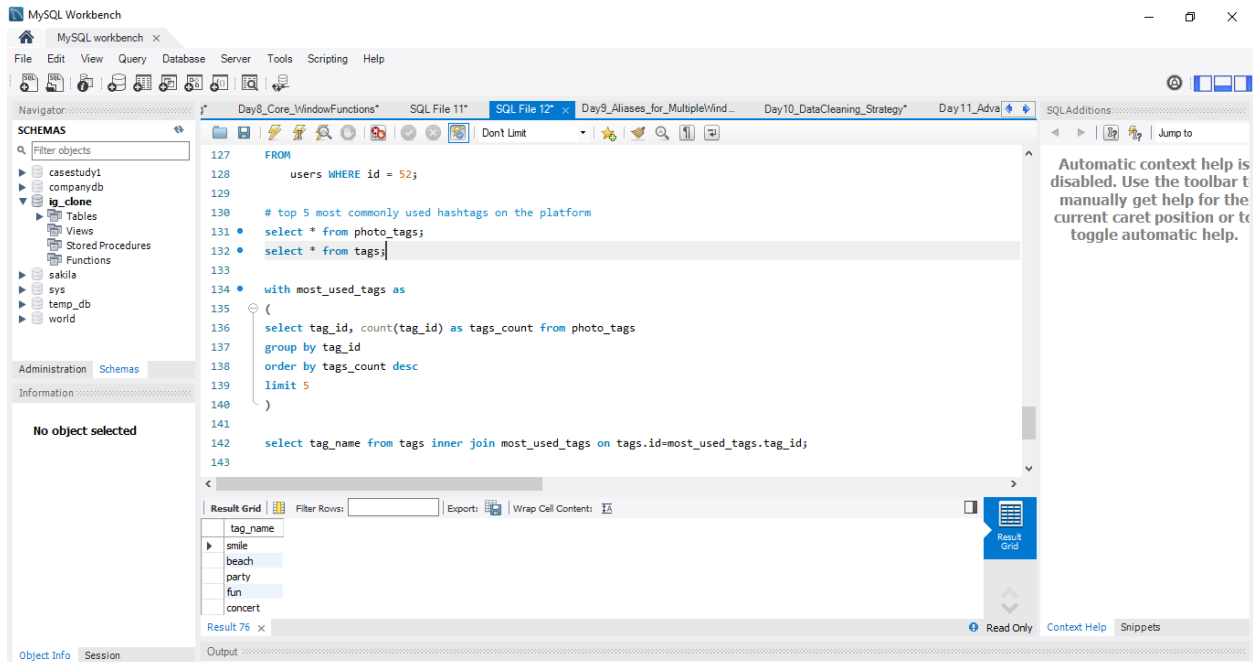 MySQL Workbench
MySQL workbench ×
File Edit View Query Database Server Tools Scripting Help
Navigator
SCHEMAS
Filter objects
casestudy1
companydb
ig_clone
Tables
Views
Stored Procedures
Functions
sakila
sys
temp_db
world
Administration Schemas
Information
No object selected
Object Info Session
Day8_Core_WindowFunctions* SQL File 11* SQL File 12* × Day9_Aliases_for_MultipleWind... Day10_DataCleaning_Strategy* Day11_Adva
Don't Limit
127 FROM
128 users WHERE id = 52;
129
130 # top 5 most commonly used hashtags on the platform
131 select * from photo_tags;
132 select * from tags;
133
134 with most_used_tags as
135 (
136 select tag_id, count(tag_id) as tags_count from photo_tags
137 group by tag_id
138 order by tags_count desc
139 limit 5
140 )
141
142 select tag_name from tags inner join most_used_tags on tags.id=most_used_tags.tag_id;
143
Result Grid Filter Rows: Export: Wrap Cell Content: IA
tag_name
smile
beach
party
fun
concert
Result
Grid
Result 76 × Read Only
Output
SQLAdditions
Jump to
Automatic context help is
disabled. Use the toolbar t
manually get help for the
current caret position or to
toggle automatic help.
Context Help Snippets